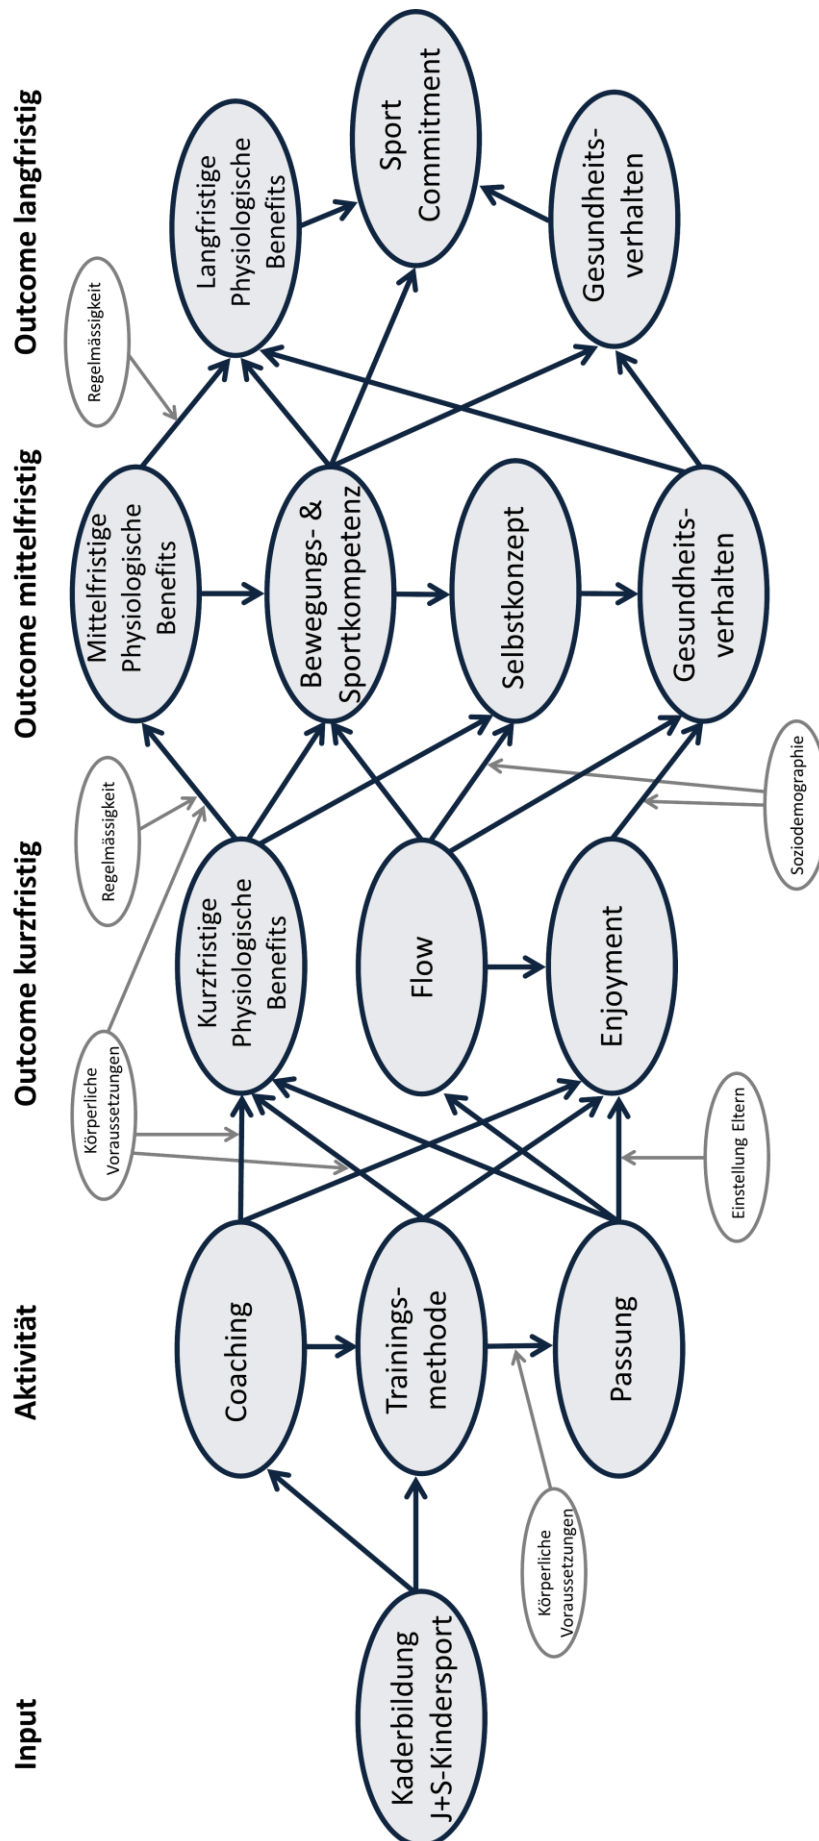 Input
Aktivität
Outcome kurzfristig
Outcome mittelfristig
Outcome langfristig
Kaderbildung
J+S-Kindersport
Coaching
Trainings-
methode
Passung
Körperliche
Voraussetzungen
Körperliche
Voraussetzungen
Einstellung Eltern
Kurzfristige
Physiologische
Benefits
Flow
Enjoyment
Regelmässigkeit
Soziodemographie
Mittelfristige
Physiologische
Benefits
Bewegungs- &
Sportkompetenz
Selbstkonzept
Gesundheits-
verhalten
Regelmässigkeit
Langfristige
Physiologische
Benefits
Sport
Commitment
Gesundheits-
verhalten